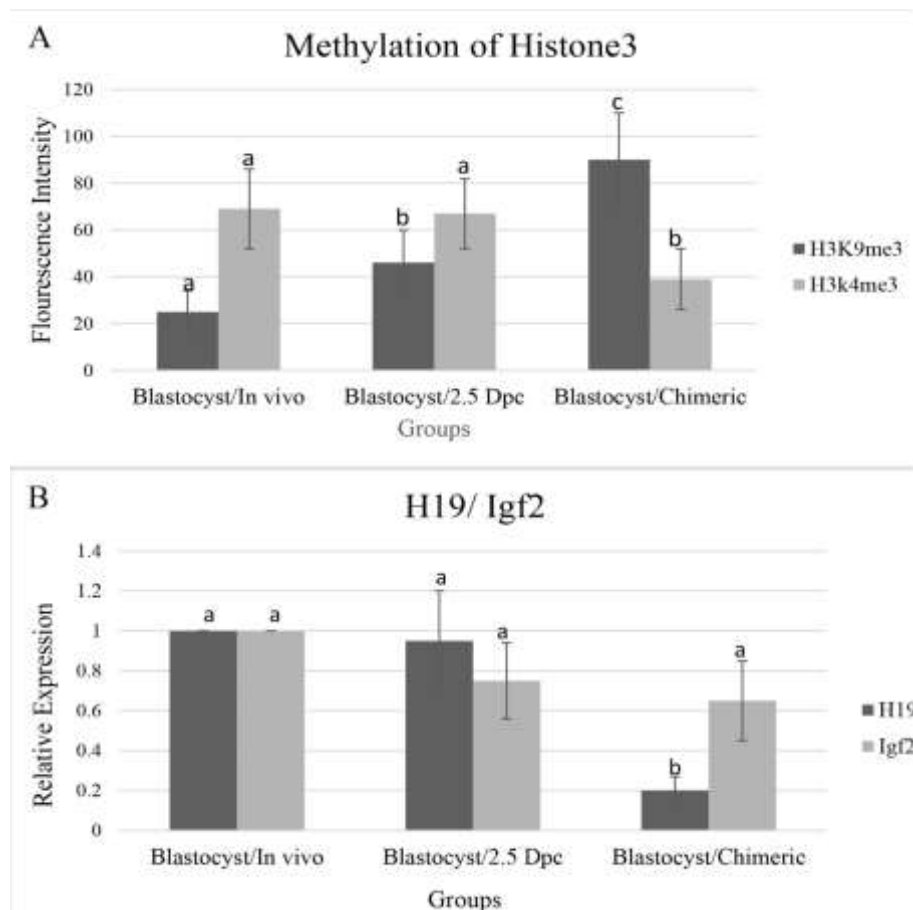 A
Methylation of Histone3
120
100
80
60
40
20
0
Flourescence Intensity
a
a
b
a
c
b
H3K9me3
H3k4me3
Blastocyst/In vivo
Blastocyst/2.5 Dpc
Blastocyst/Chimeric
Groups
B
H19/ Igf2
1.4
1.2
1
0.8
0.6
0.4
0.2
0
Relative Expression
a
a
a
a
b
a
H19
Igf2
Blastocyst/In vivo
Blastocyst/2.5 Dpc
Blastocyst/Chimeric
Groups